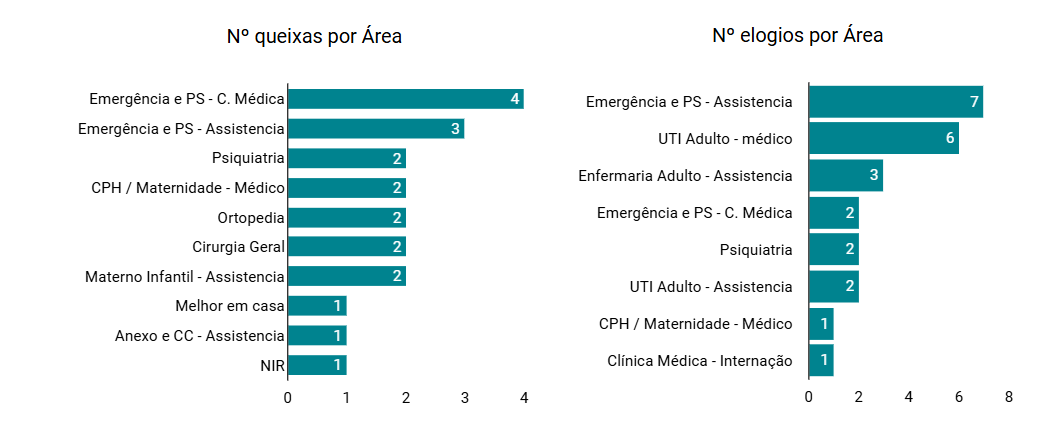 Nº queixas por Área
Emergência e PS - C. Médica 4
Emergência e PS - Assistencia 3
Psiquiatria 2
CPH / Maternidade - Médico 2
Ortopedia 2
Cirurgia Geral 2
Materno Infantil - Assistencia 2
Melhor em casa 1
Anexo e CC - Assistencia 1
NIR 1
0 1 2 3 4
Nº elogios por Área
Emergência e PS - Assistencia 7
UTI Adulto - médico 6
Enfermaria Adulto - Assistencia 3
Emergência e PS - C. Médica 2
Psiquiatria 2
UTI Adulto - Assistencia 2
CPH / Maternidade - Médico 1
Clínica Médica - Internação 1
0 2 4 6 8